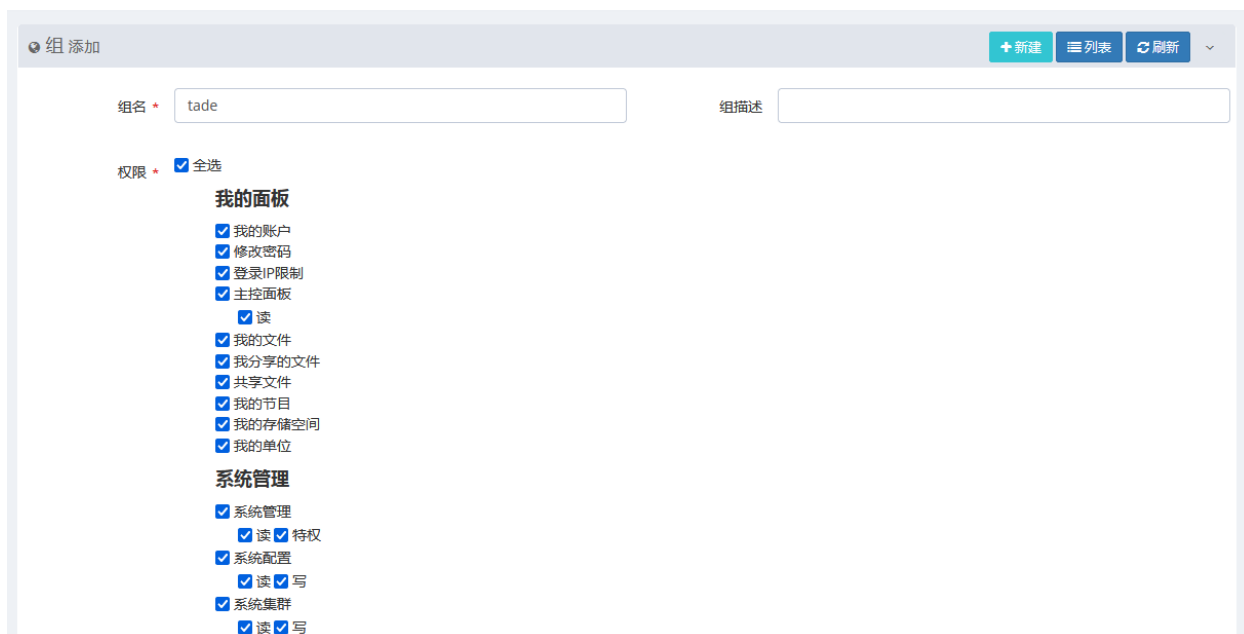 组 添加
新建 列表 刷新
组名 * tade 组描述
权限 * 全选
我的面板
我的账户
修改密码
登录IP限制
主控面板
读
我的文件
我分享的文件
共享文件
我的节目
我的存储空间
我的单位
系统管理
系统管理
读 特权
系统配置
读 写
系统集群
读 写